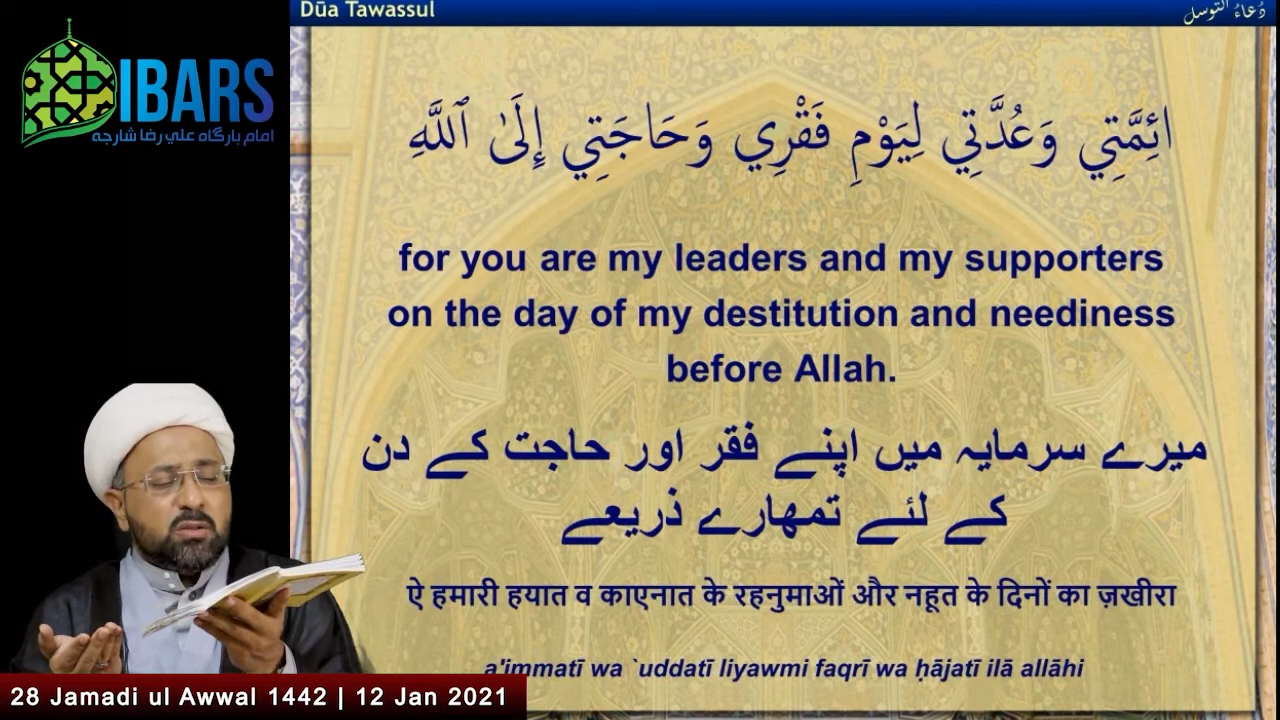 Dūa Tawassul
دُعَاءُ التوسل
IBARS
امام بارگاه علي رضا شارجه
ائِمَّتِي وَعُدَّتِي لِيَوْمِ فَقْرِي وَحَاجَتِي إِلَىٰ ٱللَّهِ
for you are my leaders and my supporters
on the day of my destitution and neediness
before Allah.
میرے سرمایہ میں اپنے فقر اور حاجت کے دن
کے لئے تمھارے ذریعے
ऐ हमारी हयात व काएनात के रहनुमाओं और नहूत के दिनों का ज़खीरा
a'immatī wa `uddatī liyawmi faqrī wa ḥājatī ilā allāhi
28 Jamadi ul Awwal 1442 | 12 Jan 2021